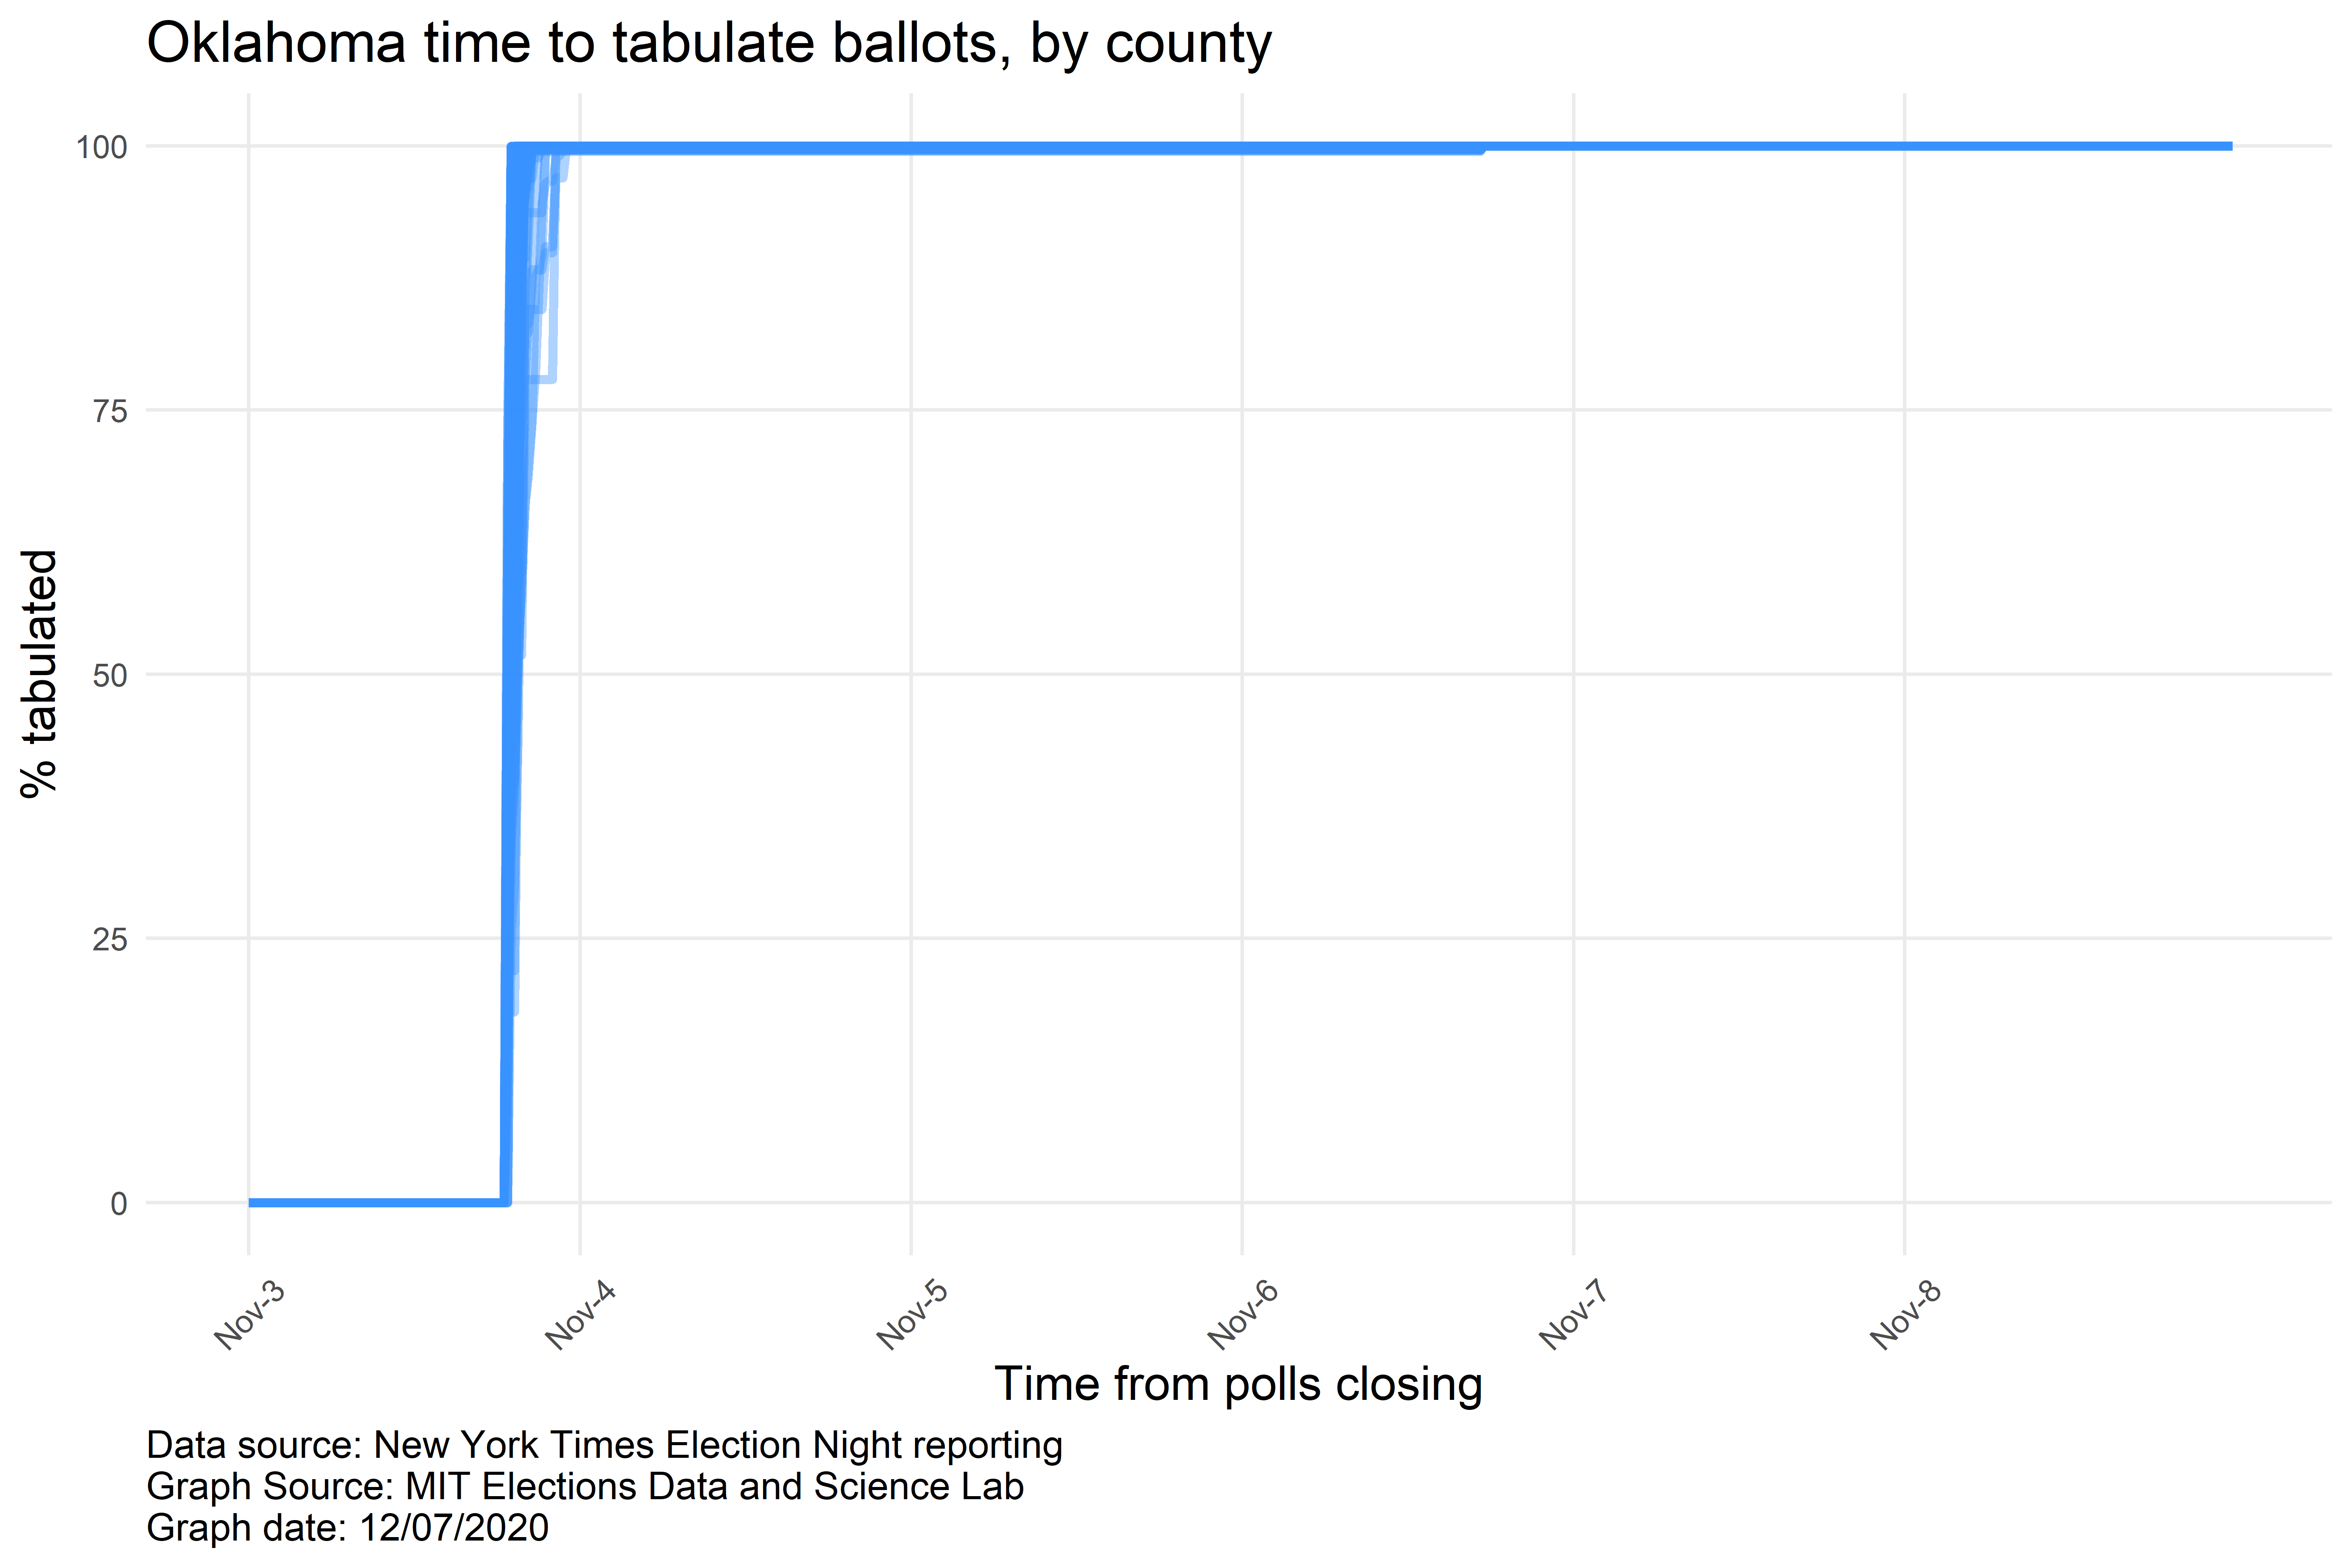 Oklahoma time to tabulate ballots, by county
100
75
50
25
0
% tabulated
Nov-3
Nov-4
Nov-5
Nov-6
Nov-7
Nov-8
Time from polls closing
Data source: New York Times Election Night reporting
Graph Source: MIT Elections Data and Science Lab
Graph date: 12/07/2020